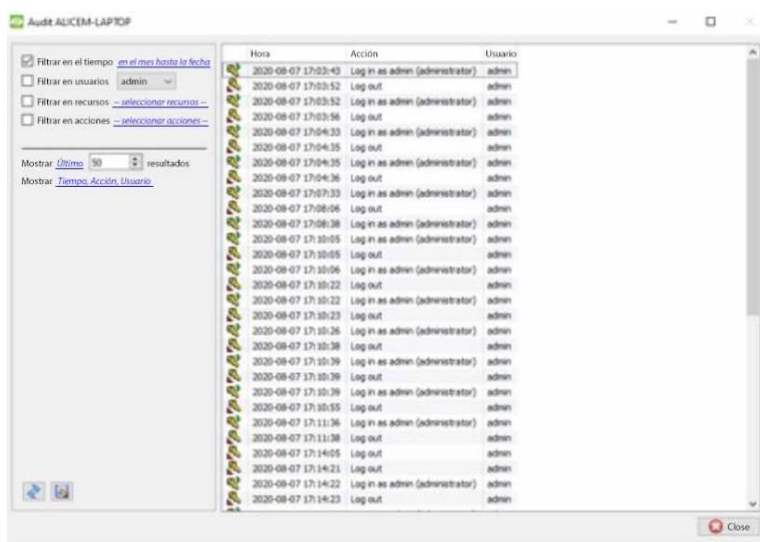 Audit ALICEM-LAPTOP
Filtrar en el tiempo en el mes hasta la fecha
Filtrar en usuarios admin
Filtrar en recursos -- seleccionar recursos --
Filtrar en acciones -- seleccionar acciones --
Mostrar Último 50 resultados
Mostrar Tiempo, Acción, Usuario
Hora Acción Usuario
2020-08-07 17:03:43 Log in as admin (administrator) admin
2020-08-07 17:03:52 Log out admin
2020-08-07 17:03:52 Log in as admin (administrator) admin
2020-08-07 17:03:56 Log out admin
2020-08-07 17:04:33 Log in as admin (administrator) admin
2020-08-07 17:04:35 Log out admin
2020-08-07 17:04:35 Log in as admin (administrator) admin
2020-08-07 17:04:36 Log out admin
2020-08-07 17:07:33 Log in as admin (administrator) admin
2020-08-07 17:08:06 Log out admin
2020-08-07 17:08:38 Log in as admin (administrator) admin
2020-08-07 17:10:05 Log in as admin (administrator) admin
2020-08-07 17:10:05 Log out admin
2020-08-07 17:10:06 Log in as admin (administrator) admin
2020-08-07 17:10:22 Log out admin
2020-08-07 17:10:22 Log in as admin (administrator) admin
2020-08-07 17:10:23 Log out admin
2020-08-07 17:10:26 Log in as admin (administrator) admin
2020-08-07 17:10:38 Log out admin
2020-08-07 17:10:39 Log in as admin (administrator) admin
2020-08-07 17:10:39 Log out admin
2020-08-07 17:10:39 Log in as admin (administrator) admin
2020-08-07 17:10:55 Log out admin
2020-08-07 17:11:36 Log in as admin (administrator) admin
2020-08-07 17:11:38 Log out admin
2020-08-07 17:14:05 Log out admin
2020-08-07 17:14:21 Log out admin
2020-08-07 17:14:22 Log in as admin (administrator) admin
2020-08-07 17:14:23 Log out admin
Close